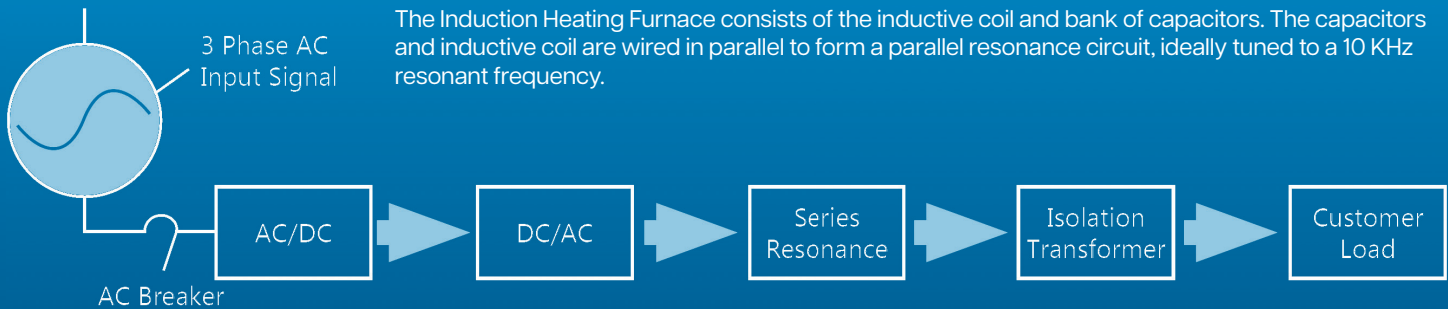 The Induction Heating Furnace consists of the inductive coil and bank of capacitors. The capacitors
and inductive coil are wired in parallel to form a parallel resonance circuit, ideally tuned to a 10 KHz
resonant frequency.
3 Phase AC
Input Signal
AC Breaker
AC/DC
DC/AC
Series
Resonance
Isolation
Transformer
Customer
Load